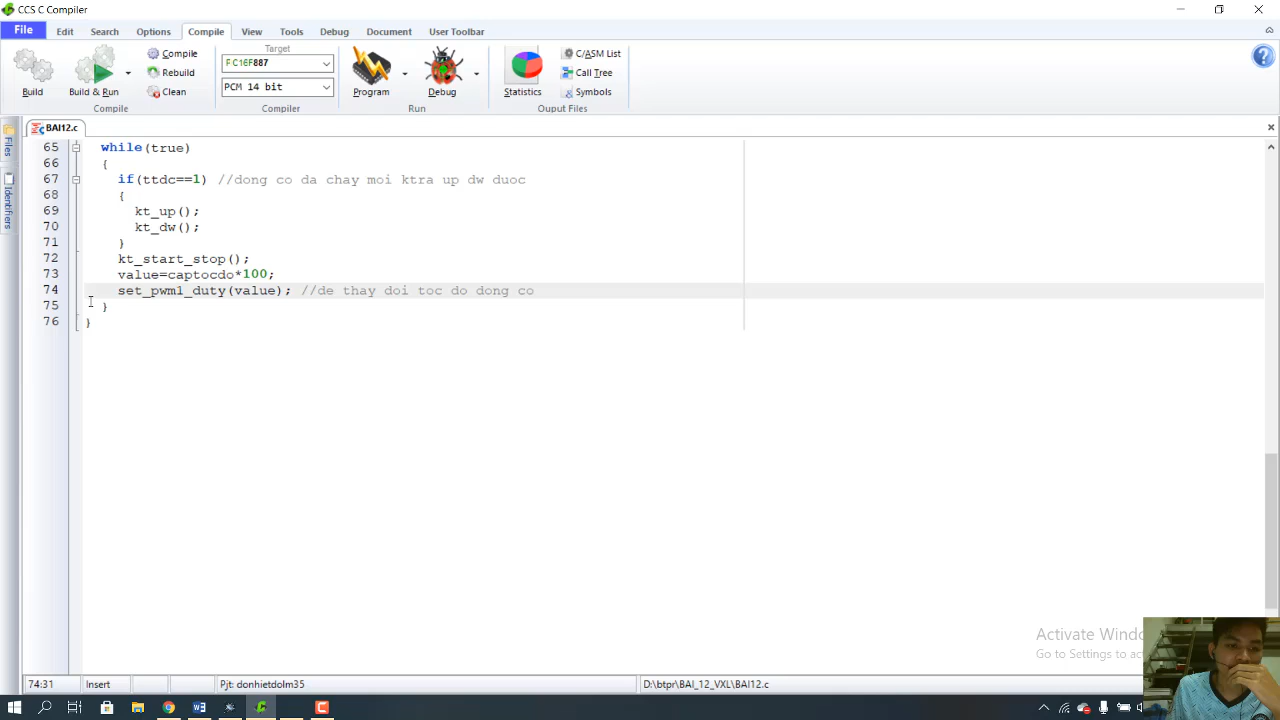 CCS C Compiler
File Edit Search Options Compile View Tools Debug Document User Toolbar
Build
Build & Run
Compile
Rebuild
Clean
Compile
Target
PIC16F887
PCM 14 bit
Compiler
Program
Debug
Run
Statistics
C/ASM List
Call Tree
Symbols
Ouput Files
BAI12.c
Files
Identifiers
65 while(true)
66 {
67 if(ttdc==1) //dong co da chay moi ktra up dw duoc
68 {
69 kt_up();
70 kt_dw();
71 }
72 kt_start_stop();
73 value=captocdo*100;
74 set_pwm1_duty(value); //de thay doi toc do dong co
75 }
76 }
Activate Windo
Go to Settings to ac
74:31 Insert Pjt: donhietdolm35 D:\btpr\BAI_12_VXL\BAI12.c